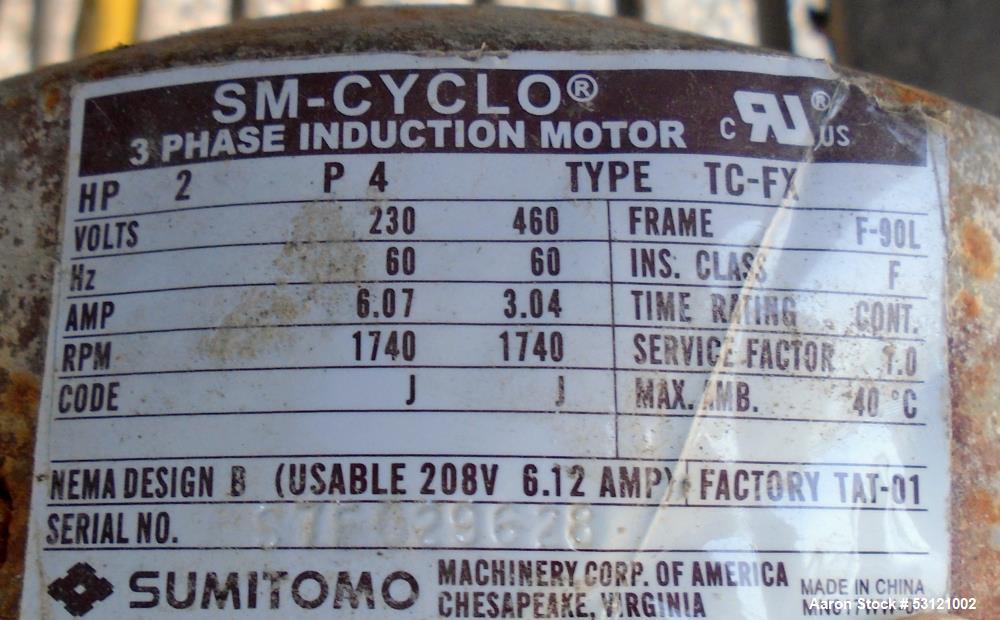 SM-CYCLO®
3 PHASE INDUCTION MOTOR
C RU® US
HP 2 P 4 TYPE TC-FX
VOLTS 230 460 FRAME F-90L
Hz 60 60 INS. CLASS F
AMP 6.07 3.04 TIME RATING CONT.
RPM 1740 1740 SERVICE FACTOR 1.0
CODE J J MAX. AMB. 40 °C
NEMA DESIGN B (USABLE 208V 6.12 AMP) FACTORY TAT-01
SERIAL NO.
SUMITOMO MACHINERY CORP. OF AMERICA
CHESAPEAKE, VIRGINIA
MADE IN CHINA
Aaron Stock # 53121002